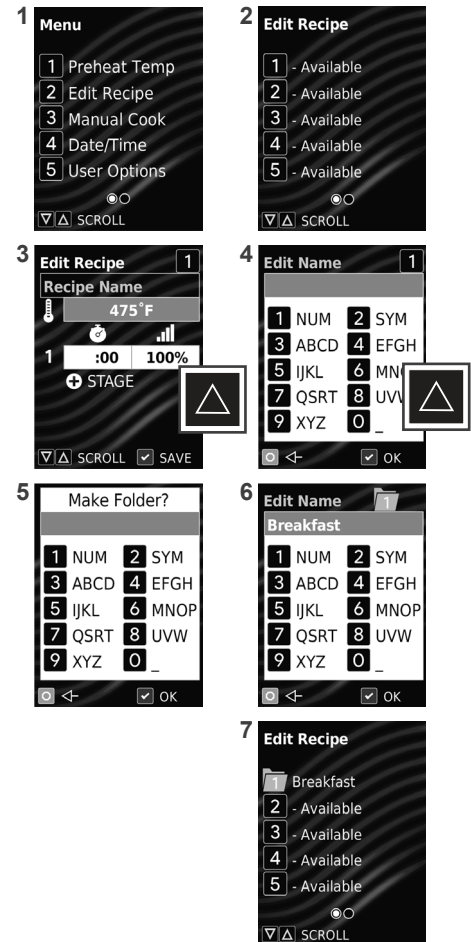 1
Menu
1 Preheat Temp
2 Edit Recipe
3 Manual Cook
4 Date/Time
5 User Options
SCROLL
2
Edit Recipe
1 - Available
2 - Available
3 - Available
4 - Available
5 - Available
SCROLL
3
Edit Recipe 1
Recipe Name
475°F
1 :00 100%
STAGE
SCROLL SAVE
4
Edit Name 1
1 NUM 2 SYM
3 ABCD 4 EFGH
5 IJKL 6 MN
7 QSRT 8 UV
9 XYZ 0 _
OK
5
Make Folder?
1 NUM 2 SYM
3 ABCD 4 EFGH
5 IJKL 6 MNOP
7 QSRT 8 UVW
9 XYZ 0 _
OK
6
Edit Name 1
Breakfast
1 NUM 2 SYM
3 ABCD 4 EFGH
5 IJKL 6 MNOP
7 QSRT 8 UVW
9 XYZ 0 _
OK
7
Edit Recipe
1 Breakfast
2 - Available
3 - Available
4 - Available
5 - Available
SCROLL